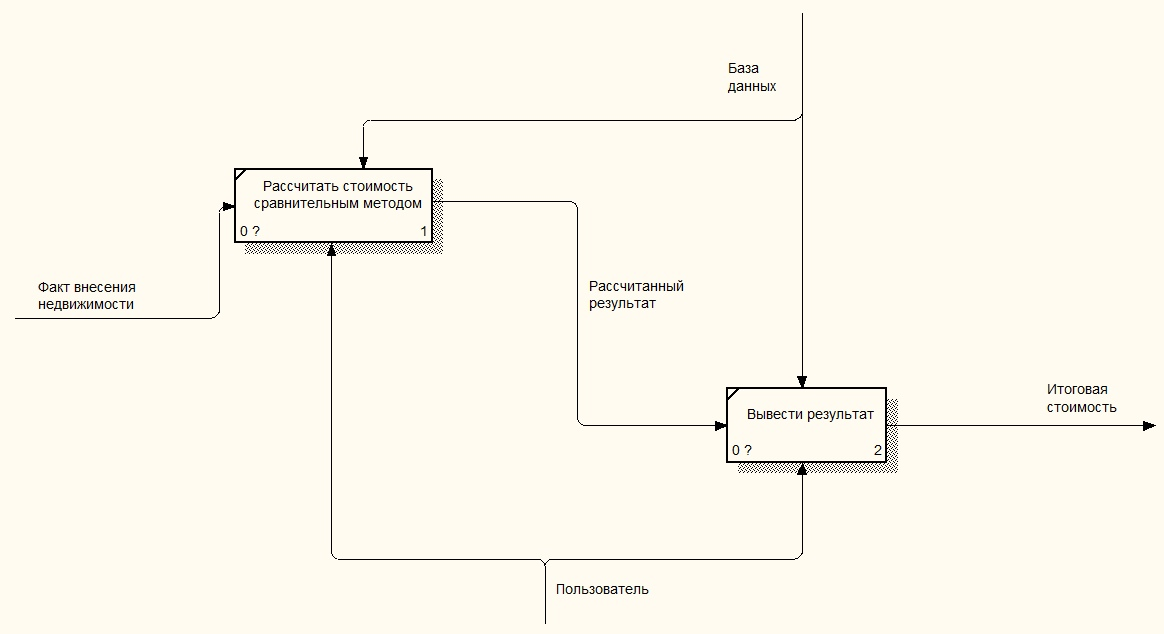 База
данных
Рассчитать стоимость
сравнительным методом
0 ? 1
Факт внесения
недвижимости
Рассчитанный
результат
Итоговая
стоимость
Вывести результат
0 ? 2
Пользователь